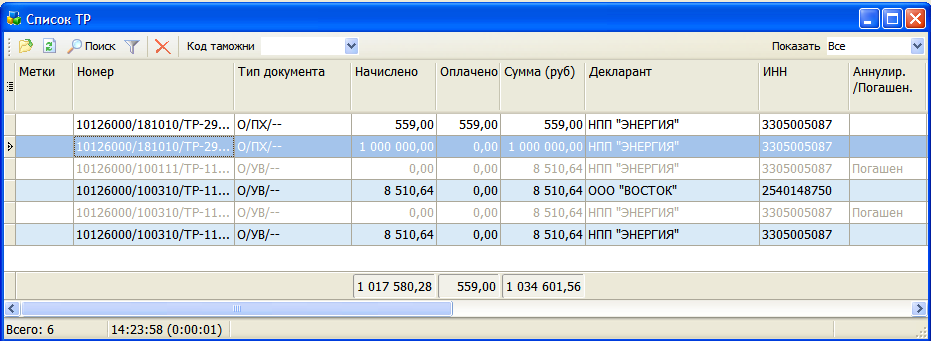 Список ТР
Поиск Код таможни Показать Все
Метки Номер Тип документа Начислено Оплачено Сумма (руб) Декларант ИНН Аннулир.
/Погашен.
10126000/181010/ТР-29... О/ПХ/-- 559,00 559,00 559,00 НПП "ЭНЕРГИЯ" 3305005087
10126000/181010/ТР-29... О/ПХ/-- 1 000 000,00 0,00 1 000 000,00 НПП "ЭНЕРГИЯ" 3305005087
10126000/100111/ТР-11... О/УВ/-- 0,00 0,00 8 510,64 НПП "ЭНЕРГИЯ" 3305005087 Погашен
10126000/100310/ТР-11... О/УВ/-- 8 510,64 0,00 8 510,64 ООО "ВОСТОК" 2540148750
10126000/100310/ТР-11... О/УВ/-- 0,00 0,00 8 510,64 НПП "ЭНЕРГИЯ" 3305005087 Погашен
10126000/100310/ТР-11... О/УВ/-- 8 510,64 0,00 8 510,64 НПП "ЭНЕРГИЯ" 3305005087
1 017 580,28 559,00 1 034 601,56
Всего: 6 14:23:58 (0:00:01)